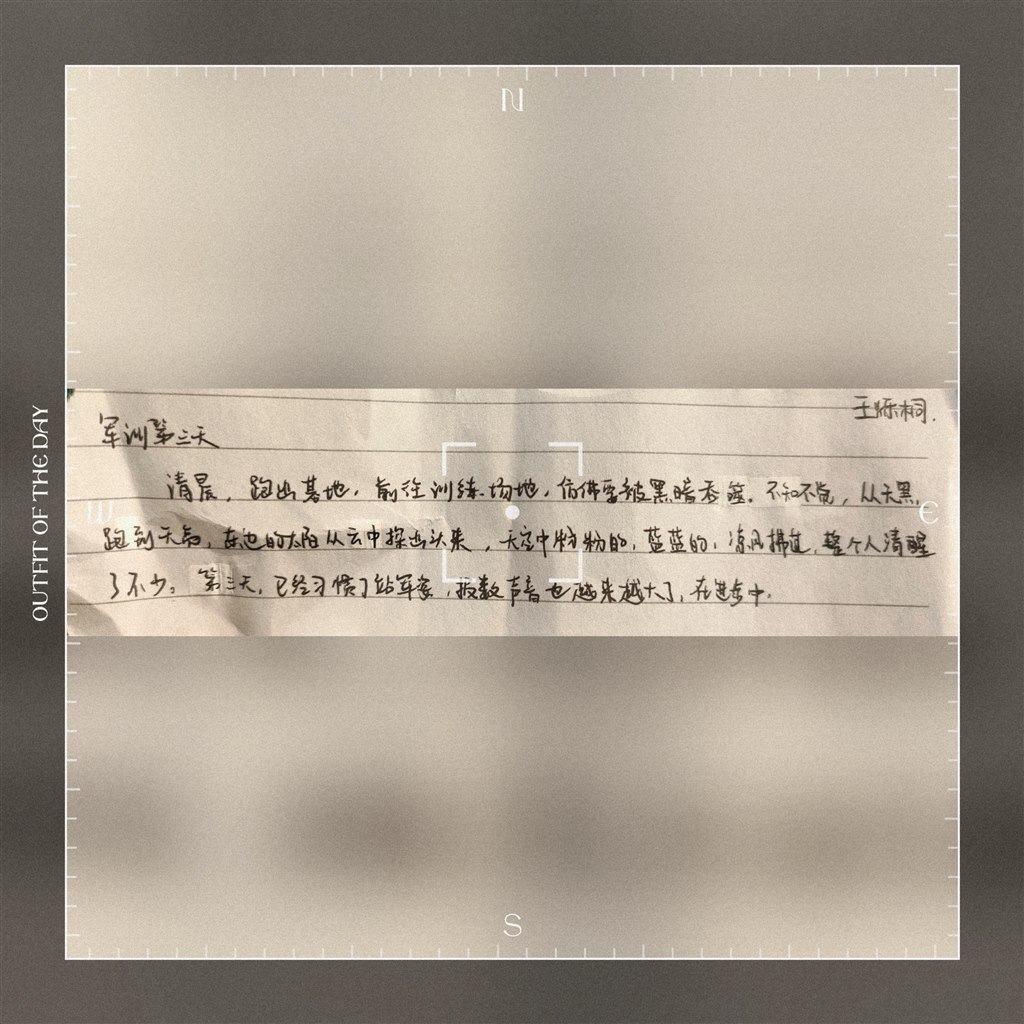 N
王烁桐.
军训第三天
清晨，跑出基地，前往训练场地，仿佛要被黑暗吞噬。不知不觉，从天黑
E
OUTFIT OF THE DAY
跑到天亮，东边的太阳从云中探出头来，天空中粉粉的，蓝蓝的，凉风拂过，整个人清醒
了不少。第三天，已经习惯了站军姿，报数声音也越来越大了，在进步中.
S